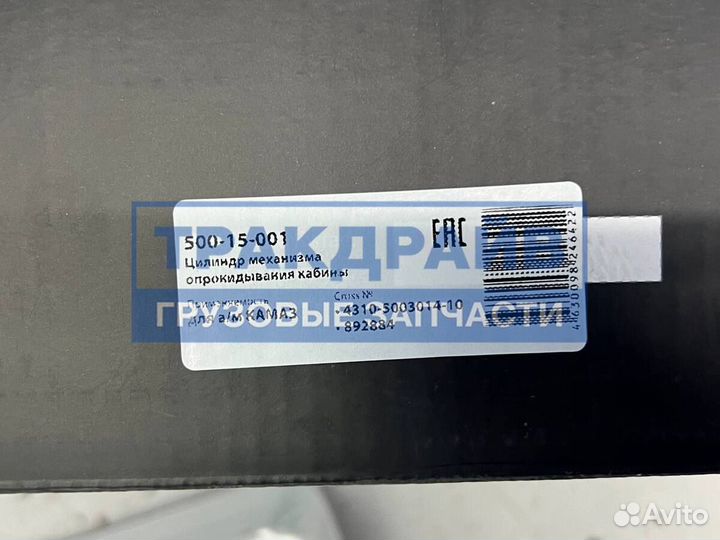 500-15-001
Цилиндр механизма
опрокидывания кабины
Применяемость
для а/м КАМАЗ
Cross №
• 4310-5003014-10
• 892884
EAC
4630098246422
ТРАКДРАЙВ
ГРУЗОВЫЕ ЗАПЧАСТИ
Avito